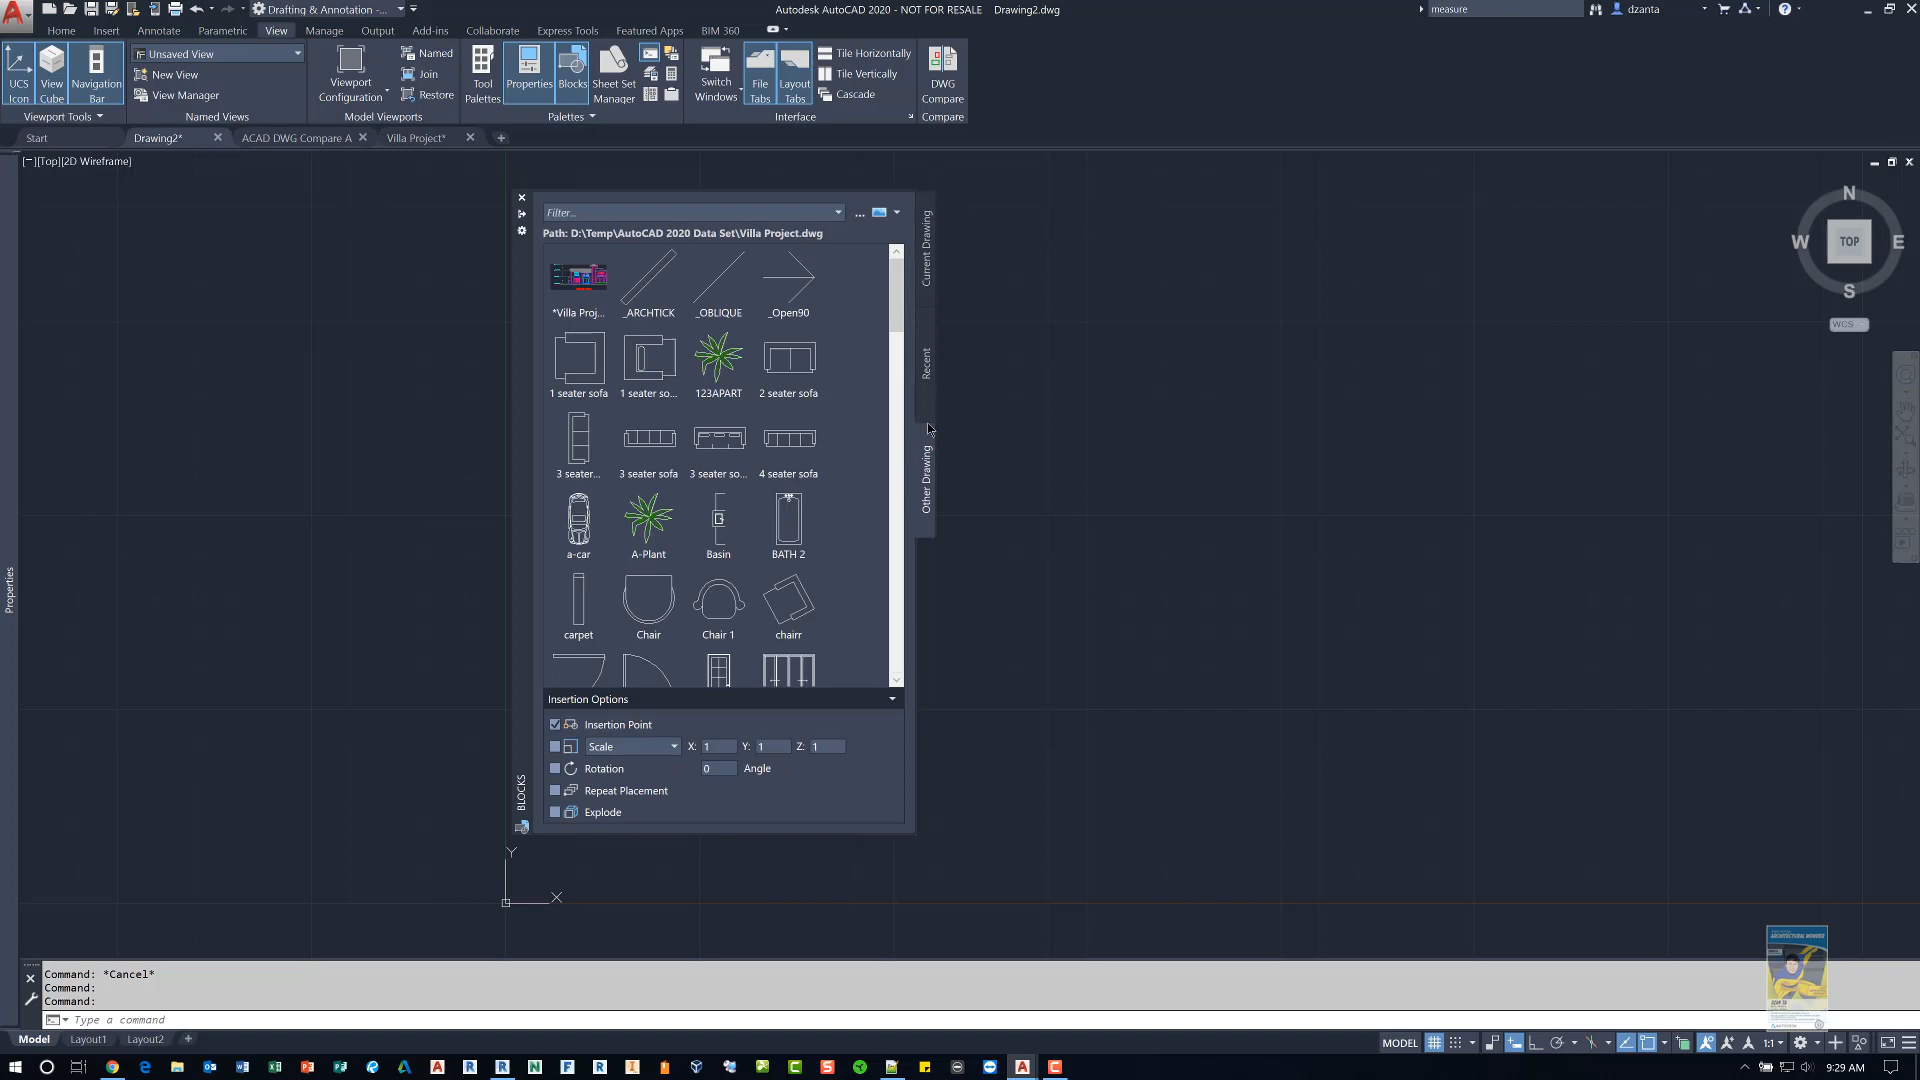 Drafting & Annotation -...
Autodesk AutoCAD 2020 - NOT FOR RESALE Drawing2.dwg
measure
dzanta
Home Insert Annotate Parametric View Manage Output Add-ins Collaborate Express Tools Featured Apps BIM 360
UCS Icon
View Cube
Navigation Bar
Viewport Tools
Unsaved View
New View
View Manager
Named Views
Viewport Configuration
Named
Join
Restore
Model Viewports
Tool Palettes
Properties
Blocks
Sheet Set Manager
Palettes
Switch Windows
File Tabs
Layout Tabs
Tile Horizontally
Tile Vertically
Cascade
Interface
DWG Compare
Compare
Start Drawing2* ACAD DWG Compare A Villa Project*
[−][Top][2D Wireframe]
N
W TOP E
S
WCS
Properties
Filter...
Path: D:\Temp\AutoCAD 2020 Data Set\Villa Project.dwg
*Villa Proj... _ARCHTICK _OBLIQUE _Open90
1 seater sofa 1 seater so... 123APART 2 seater sofa
3 seater... 3 seater sofa 3 seater so... 4 seater sofa
a-car A-Plant Basin BATH 2
carpet Chair Chair 1 chairr
Current Drawing
Recent
Other Drawing
Insertion Options
Insertion Point
Scale X: 1 Y: 1 Z: 1
Rotation 0 Angle
Repeat Placement
Explode
BLOCKS
Y
X
Command: *Cancel*
Command:
Command:
Type a command
Model Layout1 Layout2
MODEL
1:1
9:29 AM